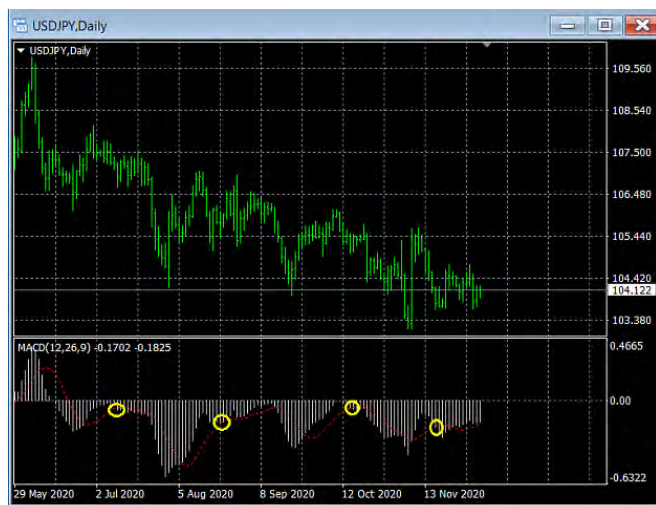 USDJPY,Daily
USDJPY,Daily
109.560
108.540
107.500
106.480
105.440
104.420
104.122
103.380
MACD(12,26,9) -0.1702 -0.1825
0.4665
0.00
-0.6322
29 May 2020 2 Jul 2020 5 Aug 2020 8 Sep 2020 12 Oct 2020 13 Nov 2020